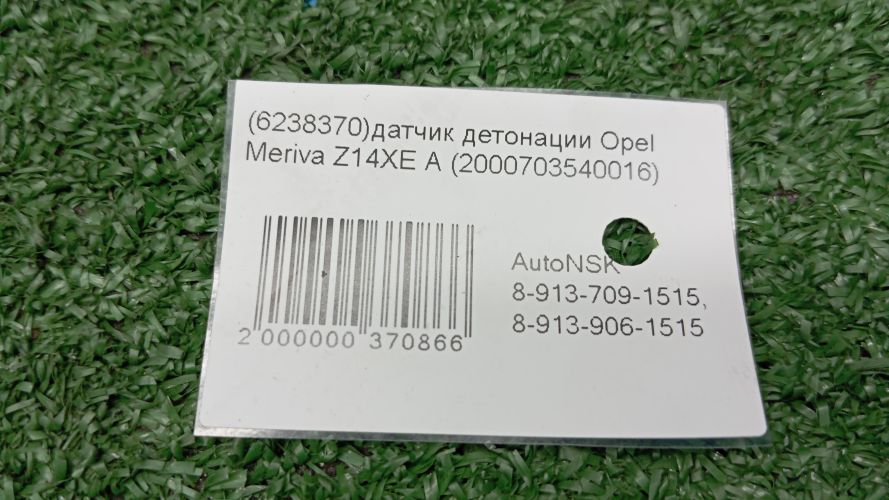 (6238370)датчик детонации Opel
Meriva Z14XE A (2000703540016)
2 000000 370866
AutoNSK
8-913-709-1515,
8-913-906-1515